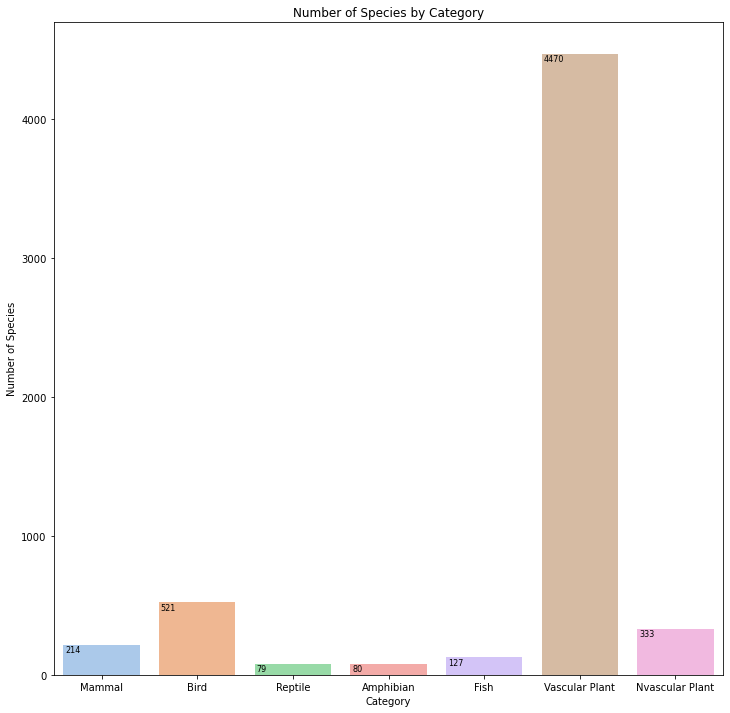 Number of Species by Category
Number of Species
4000
3000
2000
1000
0
214
521
79
80
127
4470
333
Mammal
Bird
Reptile
Amphibian
Fish
Vascular Plant
Nvascular Plant
Category